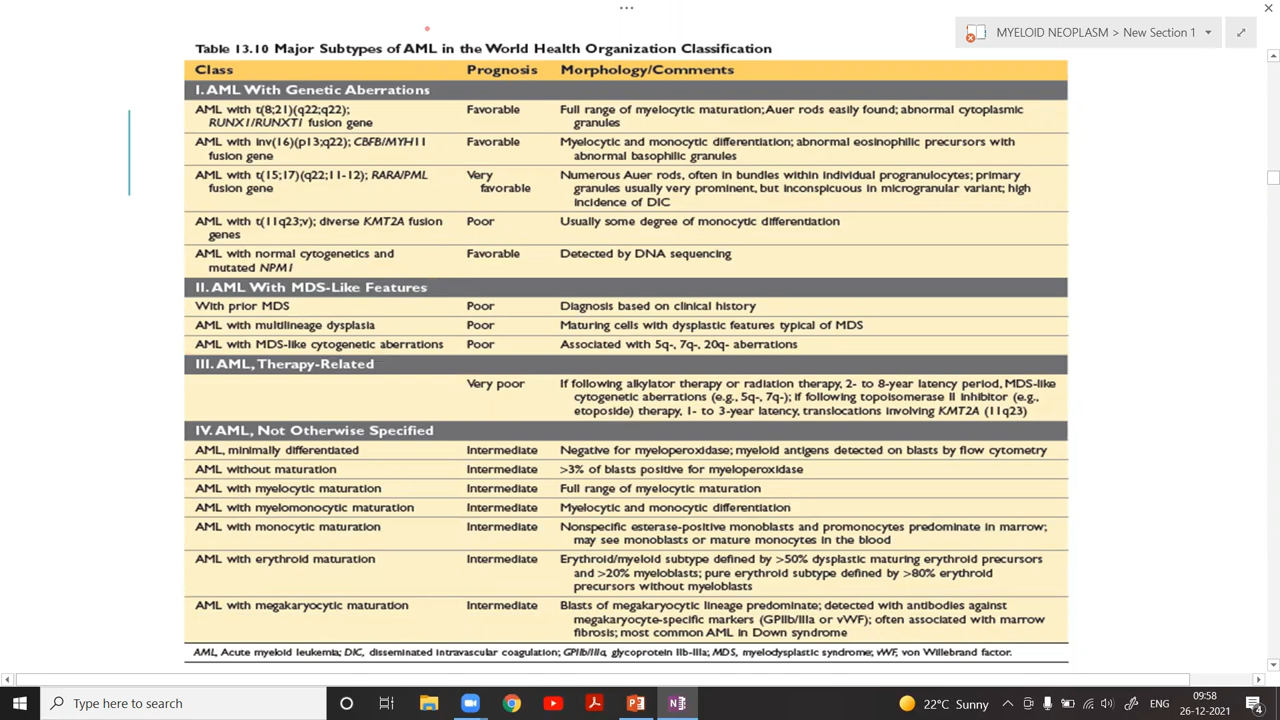 MYELOID NEOPLASM > New Section 1
Table 13.10 Major Subtypes of AML in the World Health Organization Classification
Class Prognosis Morphology/Comments
I. AML With Genetic Aberrations
AML with t(8;21)(q22;q22); Favorable Full range of myelocytic maturation; Auer rods easily found; abnormal cytoplasmic
RUNX1/RUNXT1 fusion gene granules
AML with inv(16)(p13;q22); CBFB/MYH11 Favorable Myelocytic and monocytic differentiation; abnormal eosinophilic precursors with
fusion gene abnormal basophilic granules
AML with t(15;17)(q22;11-12); RARA/PML Very Numerous Auer rods, often in bundles within individual progranulocytes; primary
fusion gene favorable granules usually very prominent, but inconspicuous in microgranular variant; high
incidence of DIC
AML with t(11q23;v); diverse KMT2A fusion Poor Usually some degree of monocytic differentiation
genes
AML with normal cytogenetics and Favorable Detected by DNA sequencing
mutated NPM1
II. AML With MDS-Like Features
With prior MDS Poor Diagnosis based on clinical history
AML with multilineage dysplasia Poor Maturing cells with dysplastic features typical of MDS
AML with MDS-like cytogenetic aberrations Poor Associated with 5q-, 7q-, 20q- aberrations
III. AML, Therapy-Related
Very poor If following alkylator therapy or radiation therapy, 2- to 8-year latency period, MDS-like
cytogenetic aberrations (e.g., 5q-, 7q-); if following topoisomerase II inhibitor (e.g.,
etoposide) therapy, 1- to 3-year latency, translocations involving KMT2A (11q23)
IV. AML, Not Otherwise Specified
AML, minimally differentiated Intermediate Negative for myeloperoxidase; myeloid antigens detected on blasts by flow cytometry
AML without maturation Intermediate >3% of blasts positive for myeloperoxidase
AML with myelocytic maturation Intermediate Full range of myelocytic maturation
AML with myelomonocytic maturation Intermediate Myelocytic and monocytic differentiation
AML with monocytic maturation Intermediate Nonspecific esterase-positive monoblasts and promonocytes predominate in marrow;
may see monoblasts or mature monocytes in the blood
AML with erythroid maturation Intermediate Erythroid/myeloid subtype defined by >50% dysplastic maturing erythroid precursors
and >20% myeloblasts; pure erythroid subtype defined by >80% erythroid
precursors without myeloblasts
AML with megakaryocytic maturation Intermediate Blasts of megakaryocytic lineage predominate; detected with antibodies against
megakaryocyte-specific markers (GPIIb/IIIa or vWF); often associated with marrow
fibrosis; most common AML in Down syndrome
AML, Acute myeloid leukemia; DIC, disseminated intravascular coagulation; GPIIb/IIIa, glycoprotein IIb-IIIa; MDS, myelodysplastic syndrome; vWF, von Willebrand factor.
Type here to search
22°C Sunny
ENG
09:58
26-12-2021
4